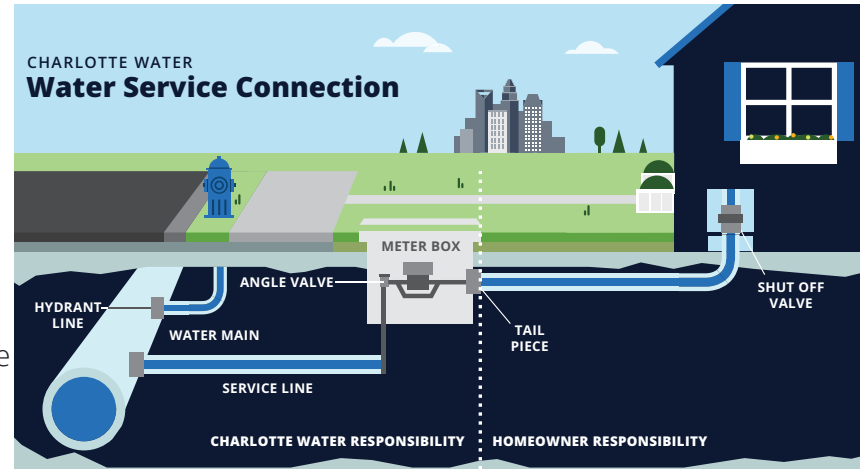 CHARLOTTE WATER
Water Service Connection
METER BOX
ANGLE VALVE
HYDRANT
LINE
SHUT OFF
VALVE
WATER MAIN
TAIL
PIECE
e
SERVICE LINE
CHARLOTTE WATER RESPONSIBILITY
HOMEOWNER RESPONSIBILITY